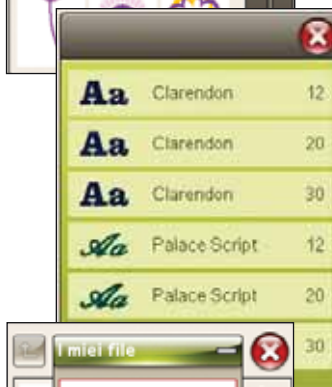 Aa Clarendon 12
Aa Clarendon 20
Aa Clarendon 30
Aa Palace Script 12
Aa Palace Script 20
30
I miei file